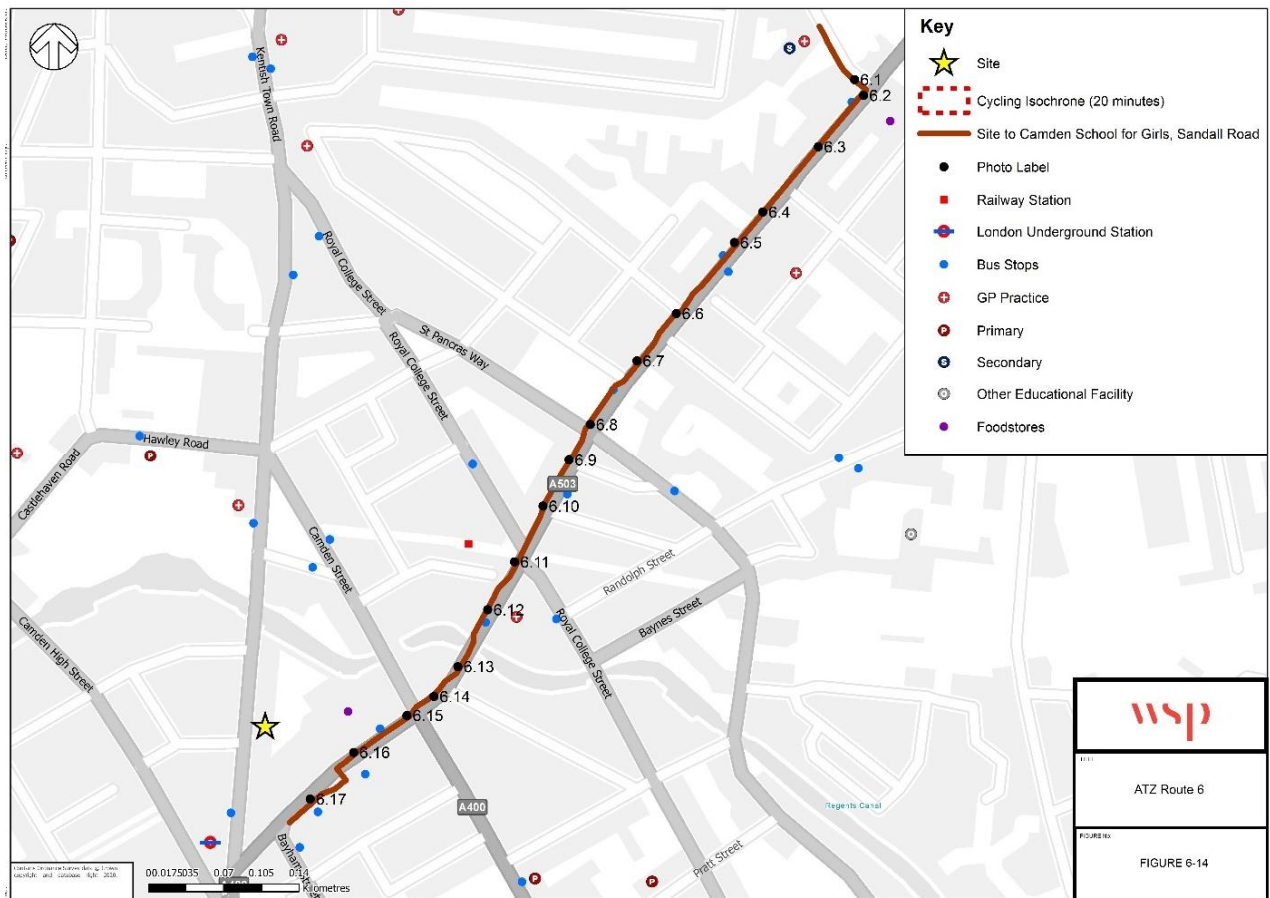 Key
Site
Cycling Isochrone (20 minutes)
Site to Camden School for Girls, Sandall Road
Photo Label
Railway Station
London Underground Station
Bus Stops
GP Practice
Primary
Secondary
Other Educational Facility
Foodstores
Kentish Town Road
Royal College Street
Royal College Street
St Pancras Way
Hawley Road
Castlehaven Road
Camden Street
Camden High Street
Randolph Street
Baynes Street
Royal College Street
Pratt Street
Regents Canal
A503
A400
6.1
6.2
6.3
6.4
6.5
6.6
6.7
6.8
6.9
6.10
6.11
6.12
6.13
6.14
6.15
6.16
6.17
P
S
00.0175035 0.07 0.105 0.14
Kilometres
wsp
ATZ Route 6
FIGURE 6-14